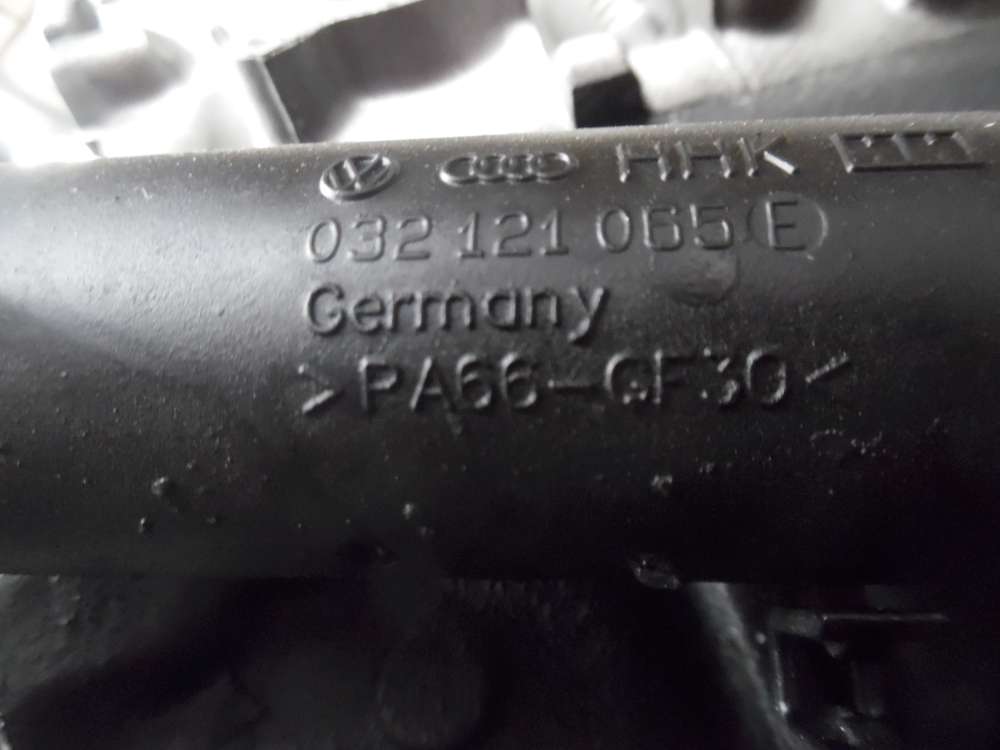 HHK
032 121 065 E
Germany
>PA66-GF30<